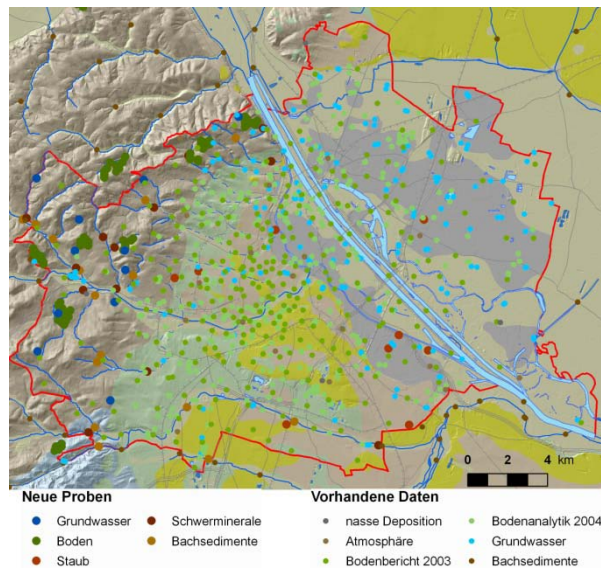 0 2 4 km
Neue Proben
Vorhandene Daten
Grundwasser
Schwerminerale
nasse Deposition
Bodenanalytik 2004
Boden
Bachsedimente
Atmosphäre
Grundwasser
Staub
Bodenbericht 2003
Bachsedimente